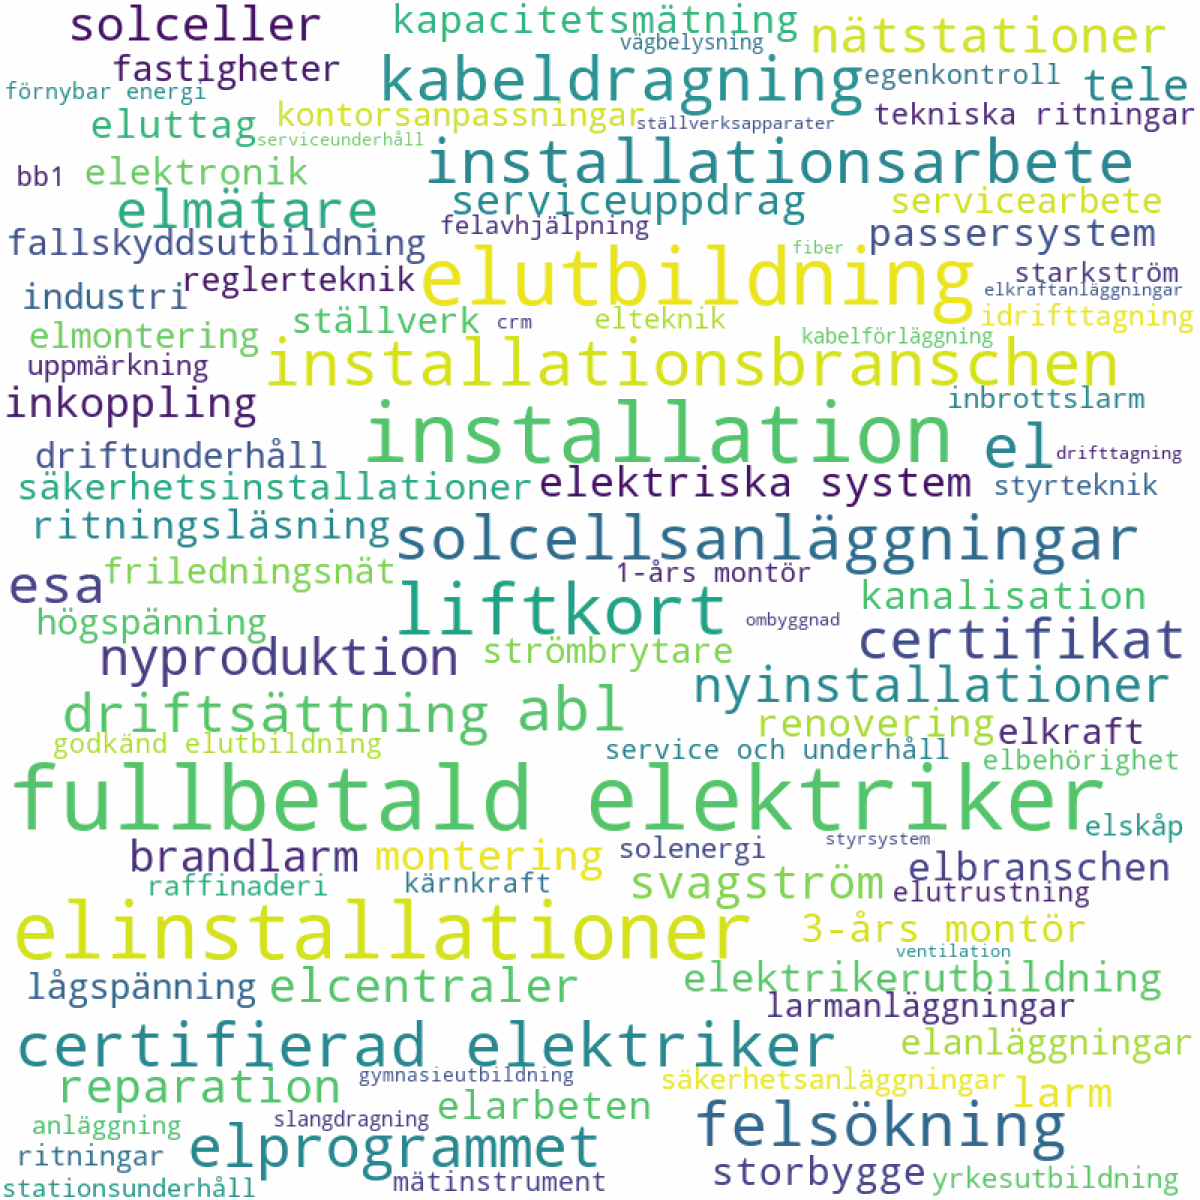 solceller
kapacitetsmätning
vägbelysning
nätstationer
fastigheter
kabeldragning
egenkontroll
tele
förnybar energi
eluttag
kontorsanpassningar
ställverksapparater
tekniska ritningar
serviceunderhåll
bb1
elektronik
installationsarbete
elmätare
serviceuppdrag
servicearbete
fallskyddsutbildning
felavhjälpning
fiber
passersystem
reglerteknik
elutbildning
starkström
elkraftanläggningar
industri
ställverk
crm
elteknik
idrifttagning
elmontering
kabelförläggning
uppmärkning
installationsbranschen
inkoppling
installation
inbrottslarm
driftunderhåll
el
drifttagning
säkerhetsinstallationer
elektriska system
styrteknik
ritningsläsning
solcellsanläggningar
esa
friledningsnät
1-års montör
kanalisation
högspänning
liftkort
ombyggnad
nyproduktion
strömbrytare
certifikat
nyinstallationer
driftsättning
abl
renovering
elkraft
godkänd elutbildning
service och underhåll
elbehörighet
fullbetald elektriker
elskåp
brandlarm
montering
solenergi
styrsystem
elbranschen
raffinaderi
kärnkraft
svagström
elutrustning
elinstallationer
3-års montör
ventilation
lågspänning
elcentraler
elektrikerutbildning
larmanläggningar
certifierad elektriker
elanläggningar
reparation
gymnasieutbildning
säkerhetsanläggningar
larm
anläggning
slangdragning
elarbeten
felsökning
ritningar
elprogrammet
storbygge
stationsunderhåll
mätinstrument
yrkesutbildning